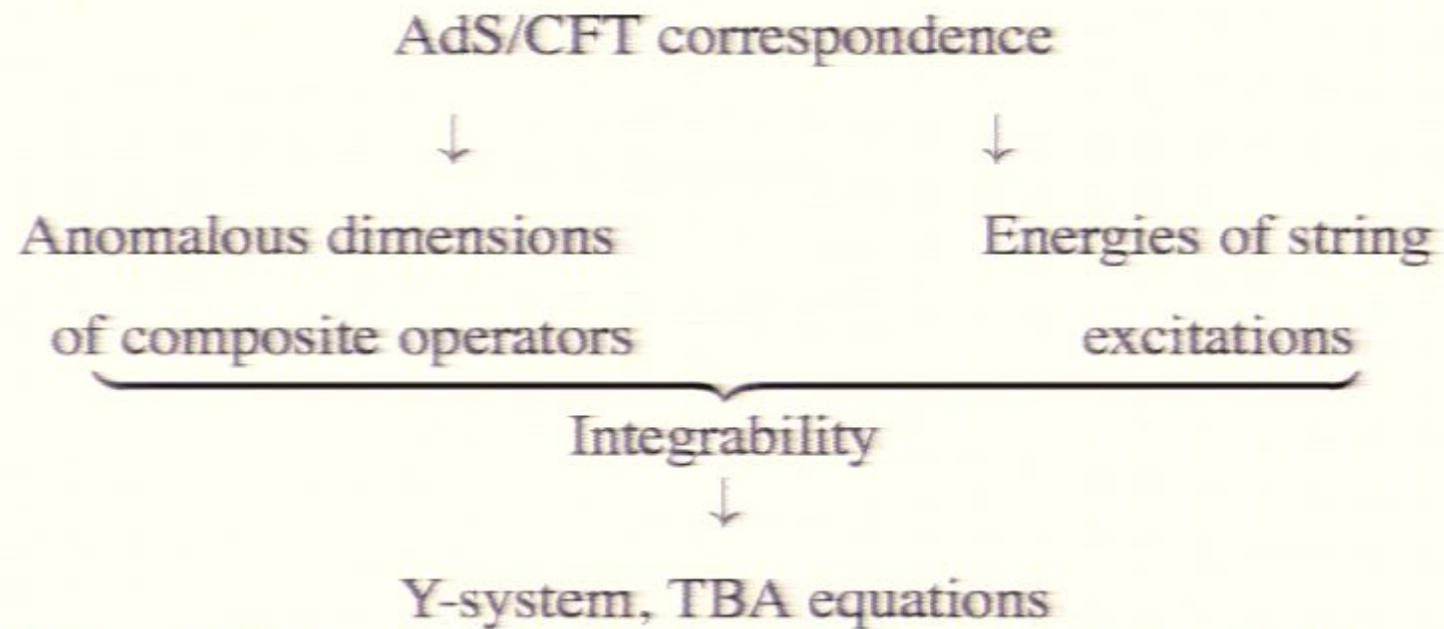 AdS/CFT correspondence
↓ ↓
Anomalous dimensions Energies of string
of composite operators excitations
Integrability
↓
Y-system, TBA equations